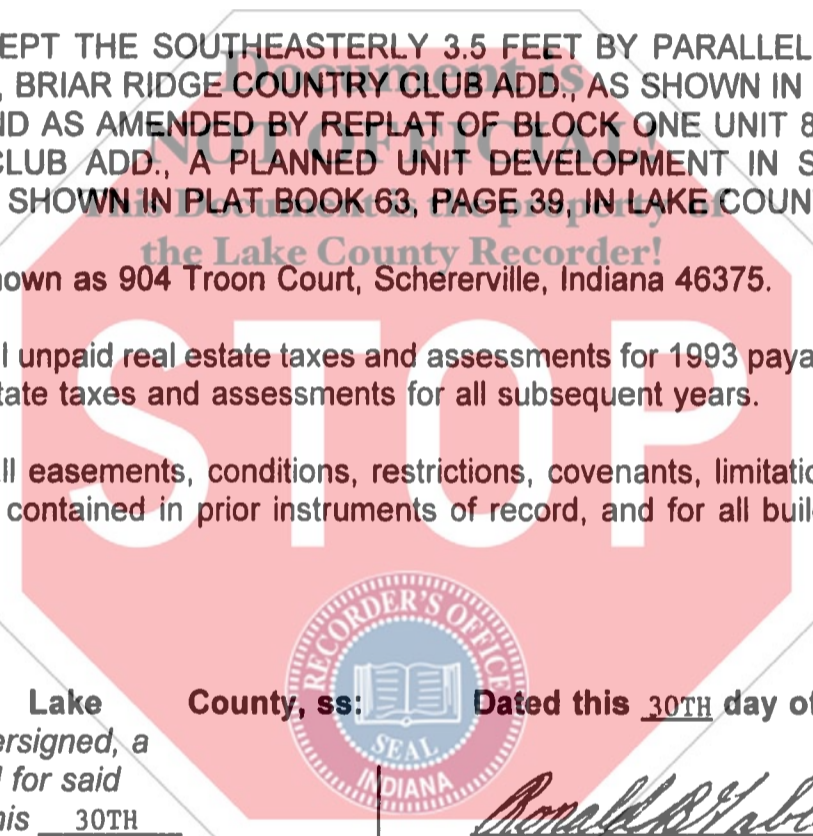 EPT THE SOUTHEASTERLY 3.5 FEET BY PARALLEL
Document is
, BRIAR RIDGE COUNTRY CLUB ADD., AS SHOWN IN
ND AS AMENDED BY REPLAT OF BLOCK ONE UNIT 8
NOT OFFICIAL!
CLUB ADD., A PLANNED UNIT DEVELOPMENT IN S
SHOWN IN PLAT BOOK 63, PAGE 39, IN LAKE COUN
This Document is the property of
the Lake County Recorder!
own as 904 Troon Court, Schererville, Indiana 46375.
l unpaid real estate taxes and assessments for 1993 paya
tate taxes and assessments for all subsequent years.
STOP
ll easements, conditions, restrictions, covenants, limitatio
contained in prior instruments of record, and for all buil
RECORDER'S OFFICE
SEAL
INDIANA
Lake County, ss:
ersigned, a
l for said
his 30TH
Dated this 30TH day of
Ronald B